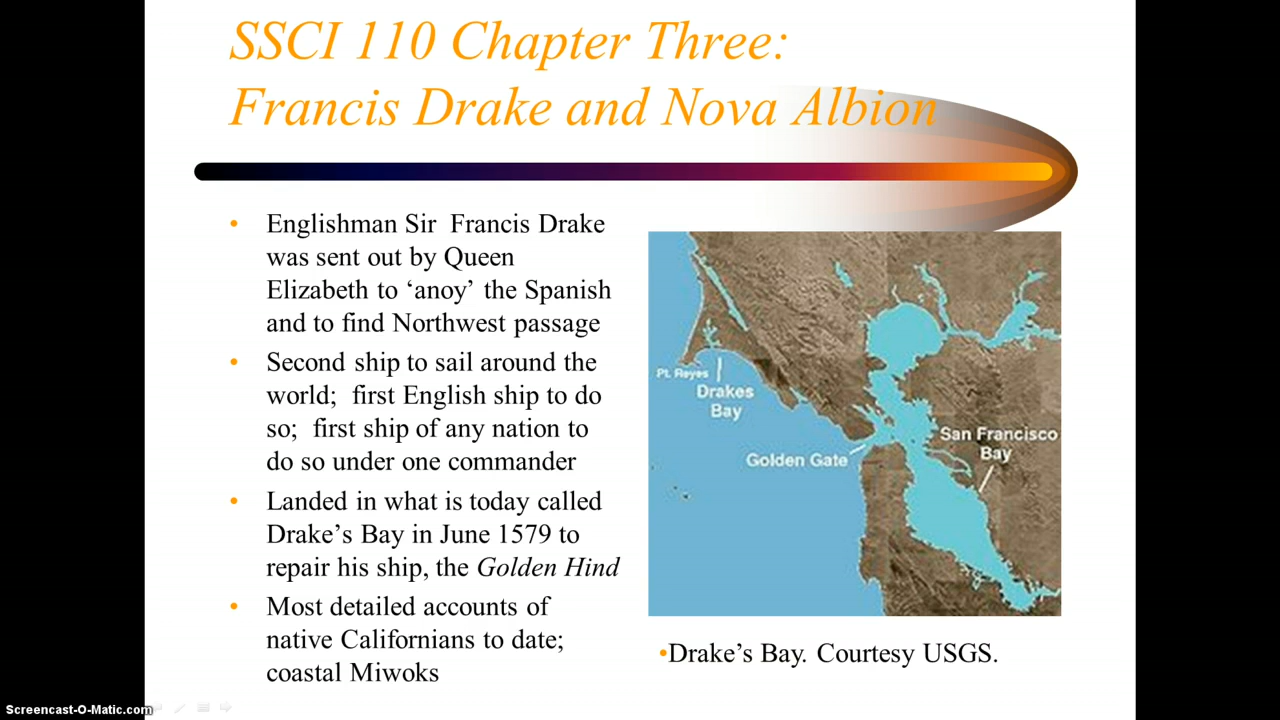 SSCI 110 Chapter Three:
Francis Drake and Nova Albion
• Englishman Sir Francis Drake
was sent out by Queen
Elizabeth to ‘anoy’ the Spanish
and to find Northwest passage
• Second ship to sail around the
world; first English ship to do
so; first ship of any nation to
do so under one commander
• Landed in what is today called
Drake’s Bay in June 1579 to
repair his ship, the Golden Hind
• Most detailed accounts of
native Californians to date;
coastal Miwoks
Pt. Reyes
Drakes
Bay
Golden Gate
San Francisco
Bay
•Drake’s Bay. Courtesy USGS.
Screencast-O-Matic.com